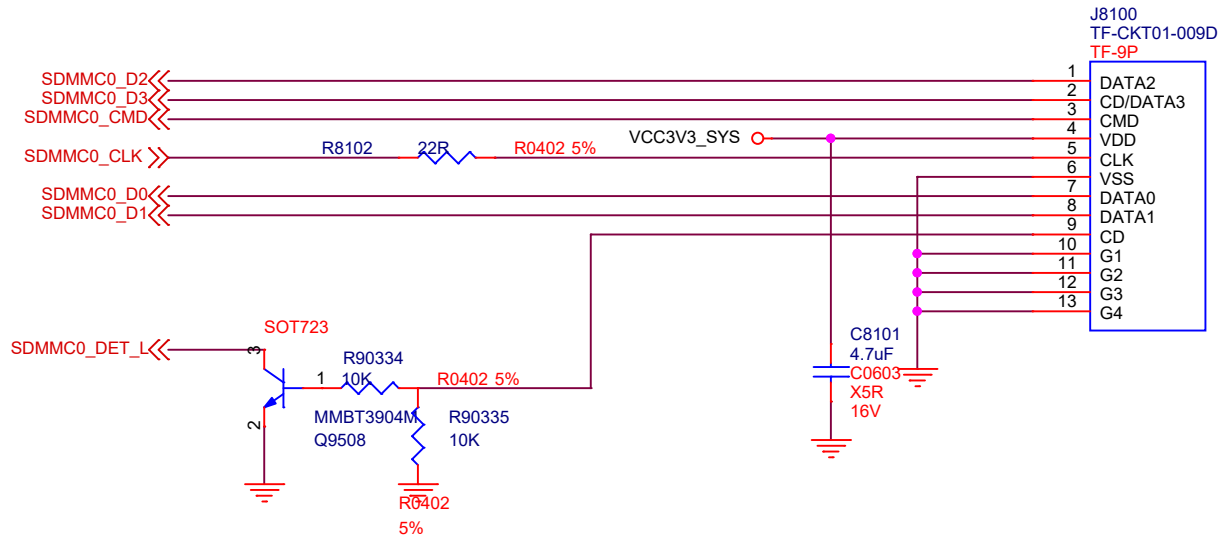 J8100
TF-CKT01-009D
TF-9P
SDMMC0_D2
SDMMC0_D3
SDMMC0_CMD
SDMMC0_CLK
R8102
22R
R0402 5%
VCC3V3_SYS
SDMMC0_D0
SDMMC0_D1
1 DATA2
2 CD/DATA3
3 CMD
4 VDD
5 CLK
6 VSS
7 DATA0
8 DATA1
9 CD
10 G1
11 G2
12 G3
13 G4
SDMMC0_DET_L
SOT723
3
1
2
R90334
10K
R0402 5%
MMBT3904M
Q9508
R90335
10K
R0402
5%
C8101
4.7uF
C0603
X5R
16V